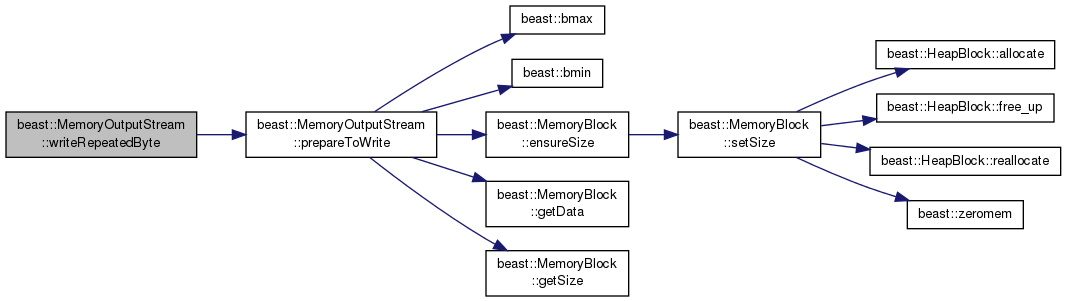 beast::MemoryOutputStream
::writeRepeatedByte
beast::MemoryOutputStream
::prepareToWrite
beast::bmax
beast::bmin
beast::MemoryBlock
::ensureSize
beast::MemoryBlock
::getData
beast::MemoryBlock
::getSize
beast::MemoryBlock
::setSize
beast::HeapBlock::allocate
beast::HeapBlock::free_up
beast::HeapBlock::reallocate
beast::zeromem